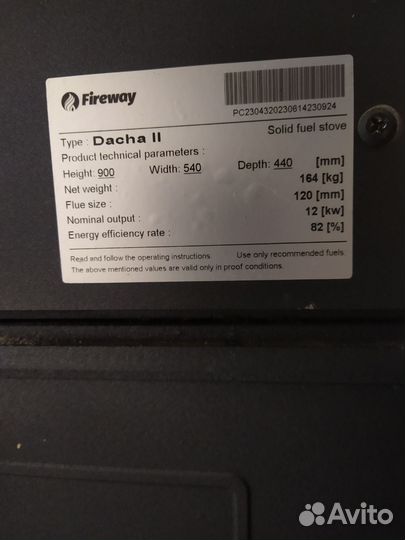 Fireway
PC2304320230614230924
Type : Dacha II Solid fuel stove
Product technical parameters :
Height: 900 Width: 540 Depth: 440 [mm]
Net weight : 164 [kg]
Flue size : 120 [mm]
Nominal output : 12 [kw]
Energy efficiency rate : 82 [%]
Read and follow the operating instructions. Use only recommended fuels.
The above mentioned values are valid only in proof conditions.
Avito